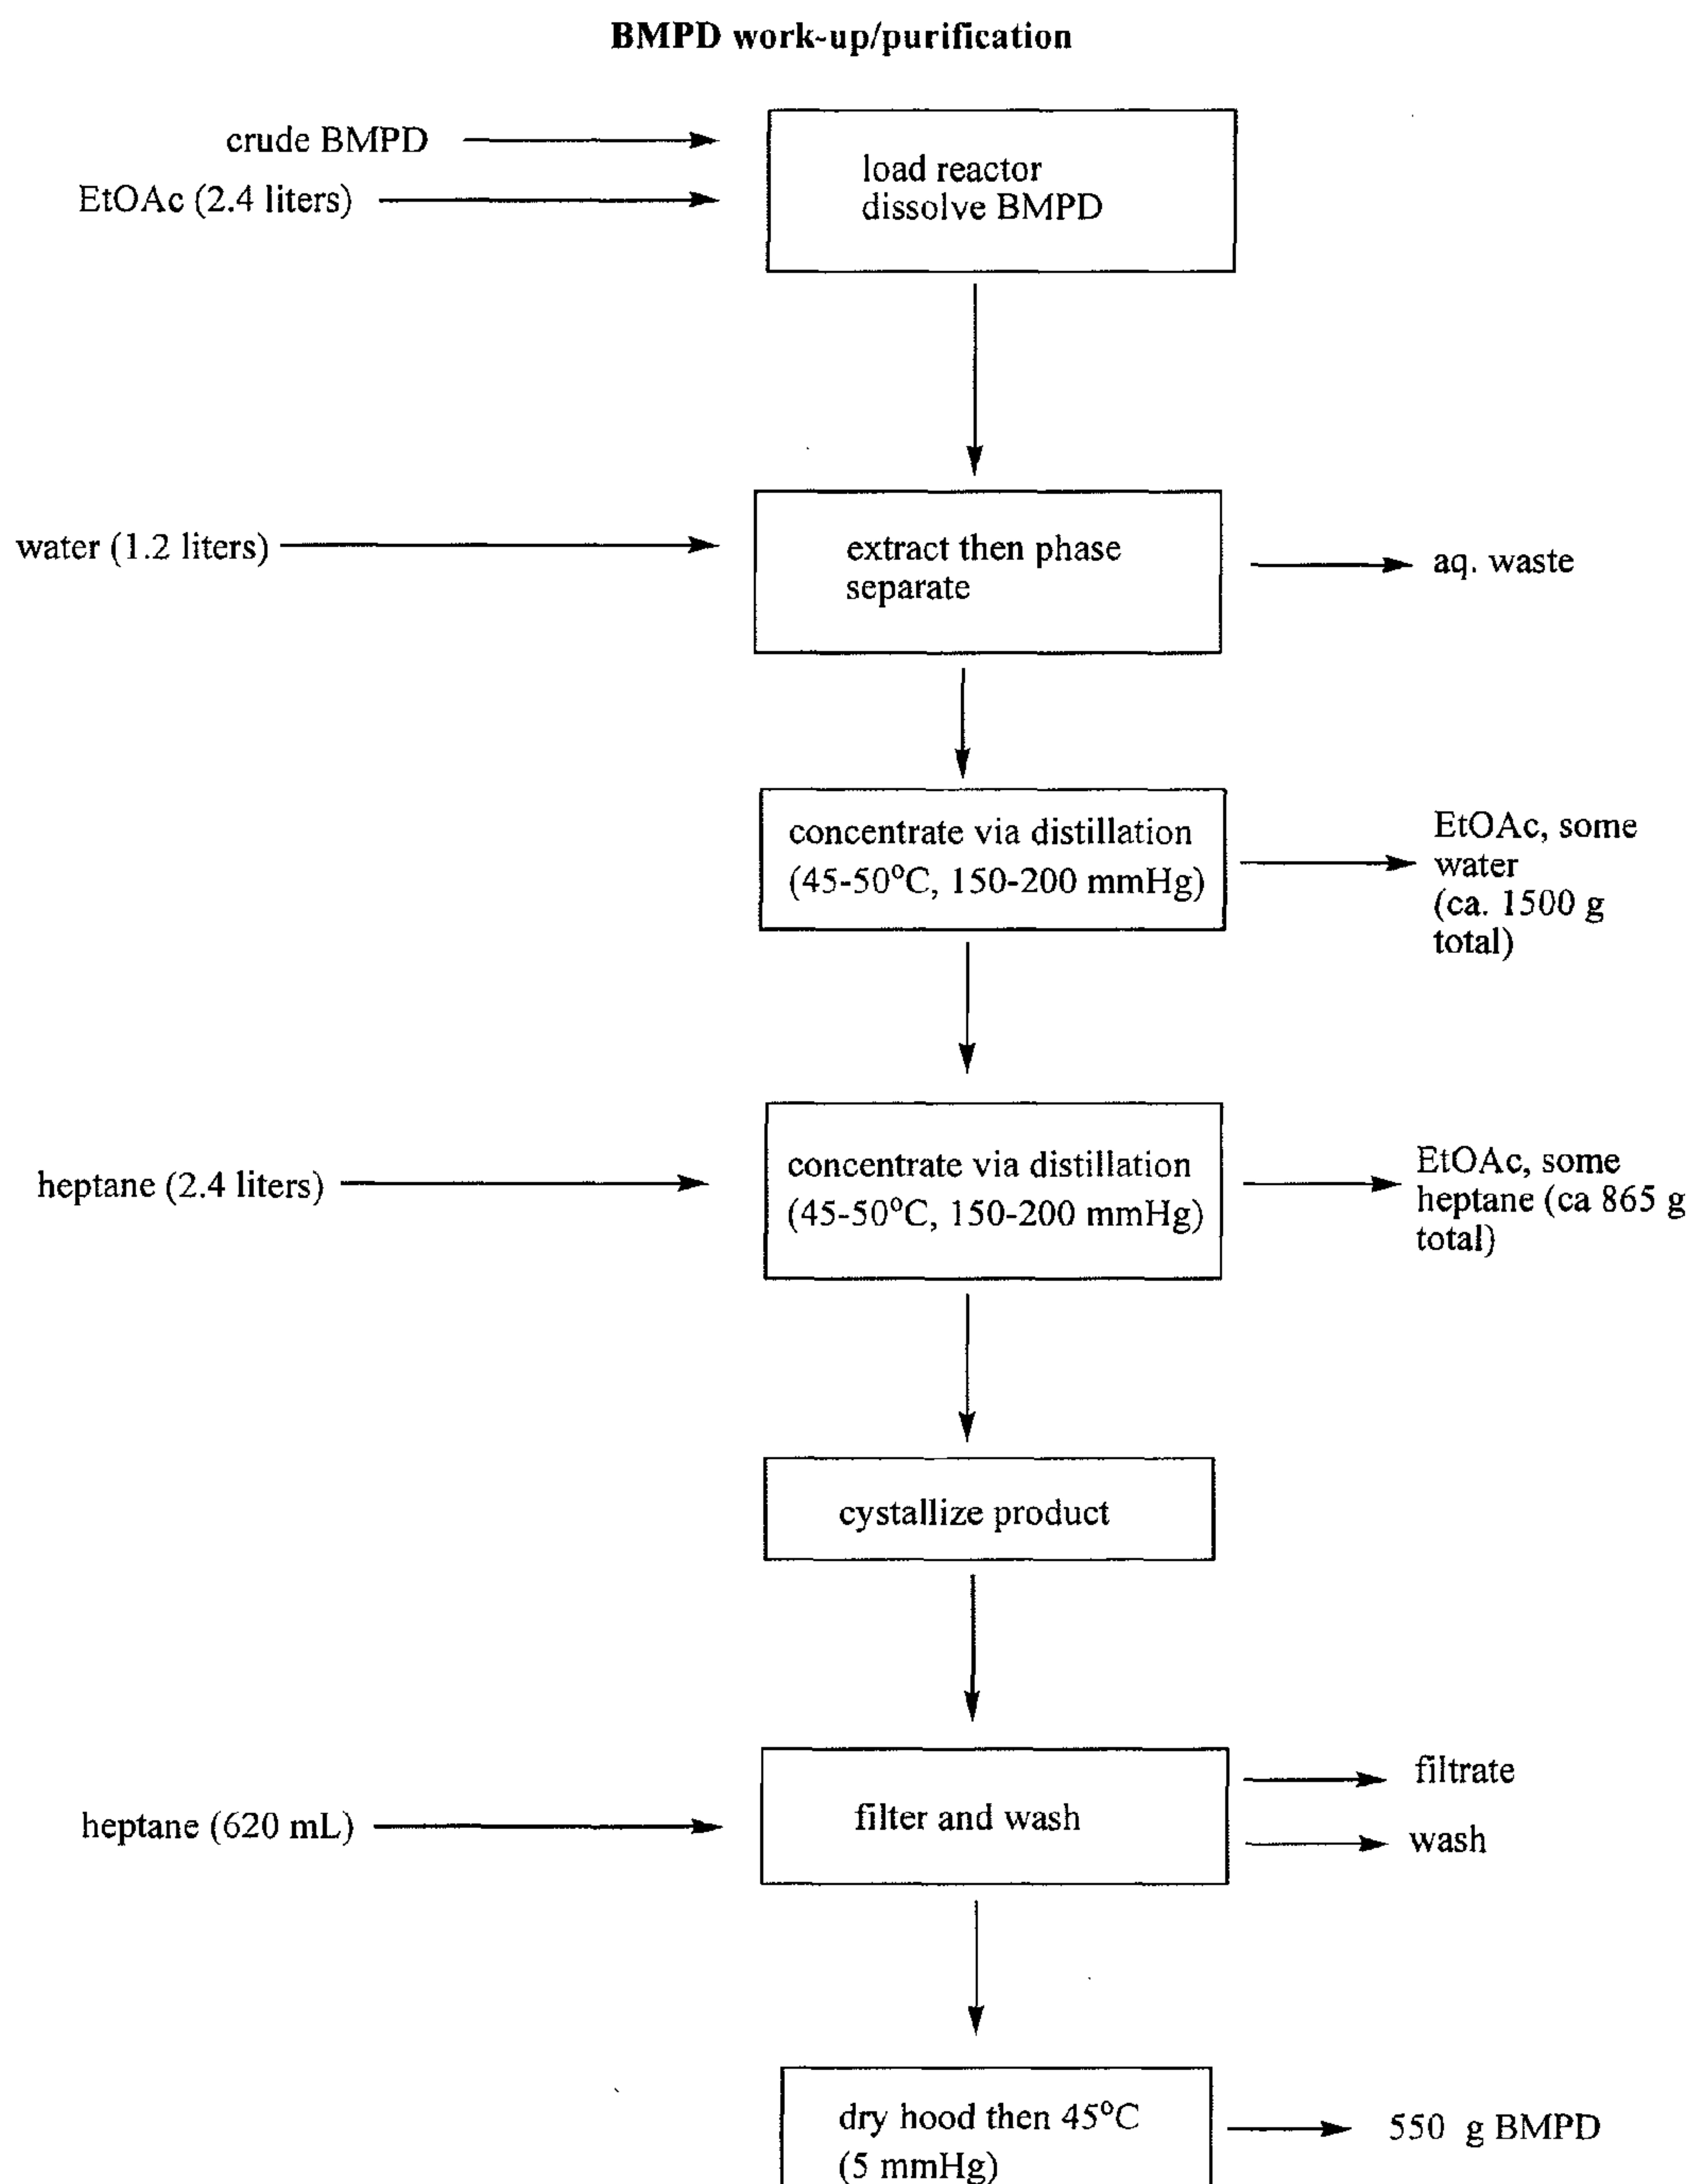 BMPD work-up/purification
crude BMPD
EtOAc (2.4 liters)
load reactor
dissolve BMPD
water (1.2 liters)
extract then phase
separate
aq. waste
concentrate via distillation
(45-50°C, 150-200 mmHg)
EtOAc, some
water
(ca. 1500 g
total)
heptane (2.4 liters)
concentrate via distillation
(45-50°C, 150-200 mmHg)
EtOAc, some
heptane (ca 865 g
total)
cystallize product
heptane (620 mL)
filter and wash
filtrate
wash
dry hood then 45°C
(5 mmHg)
550 g BMPD